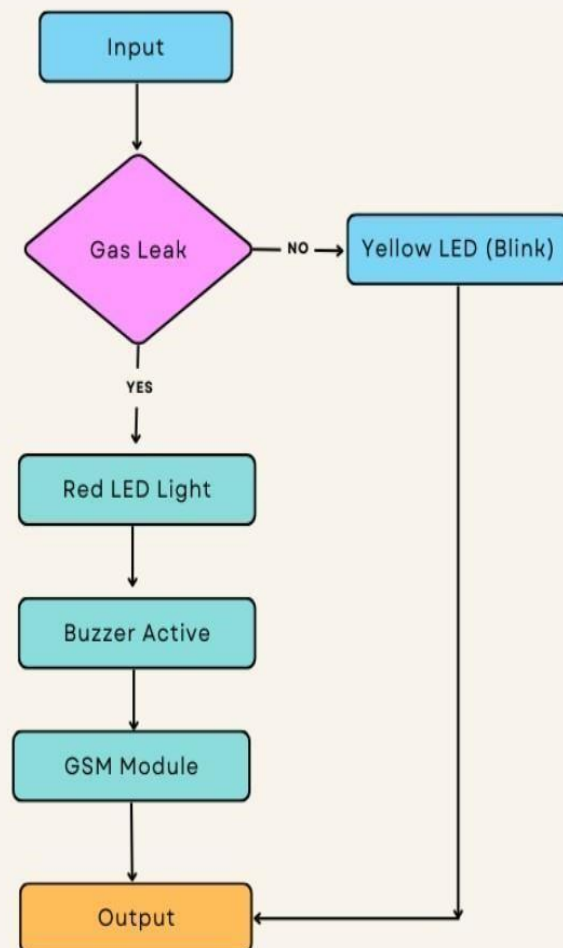 Input
Gas Leak
NO
Yellow LED (Blink)
YES
Red LED Light
Buzzer Active
GSM Module
Output